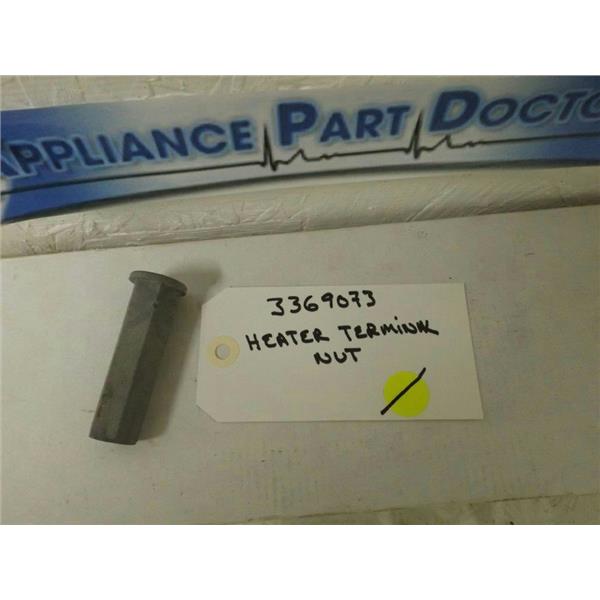 APPLIANCE PART DOCTO
3369073
HEATER TERMINAL
NUT